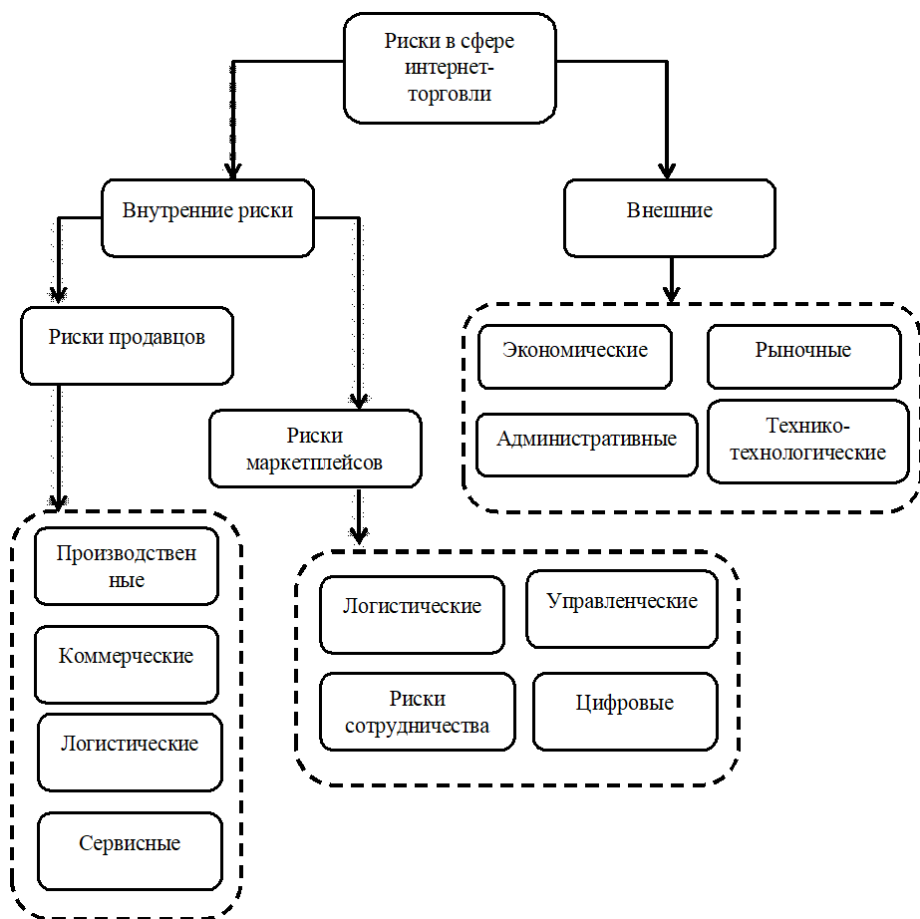 Риски в сфере
интернет-
торговли
Внутренние риски
Внешние
Риски продавцов
Риски
маркетплейсов
Экономические
Рыночные
Административные
Технико-
технологические
Производствен
ные
Коммерческие
Логистические
Сервисные
Логистические
Управленческие
Риски
сотрудничества
Цифровые